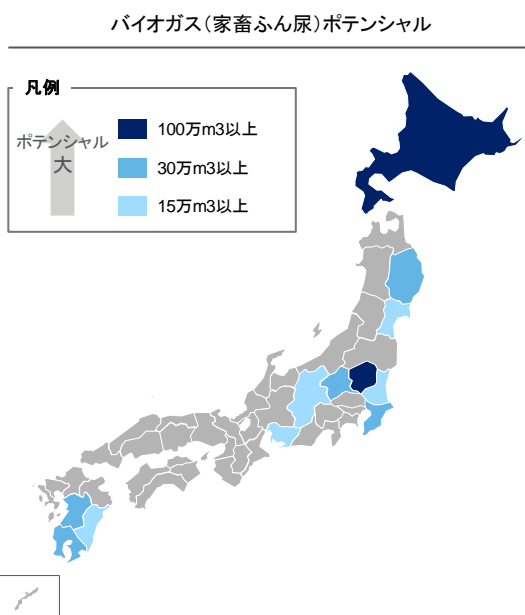 バイオガス（家畜ふん尿）ポテンシャル
凡例
ポテンシャル
大
100万m3以上
30万m3以上
15万m3以上